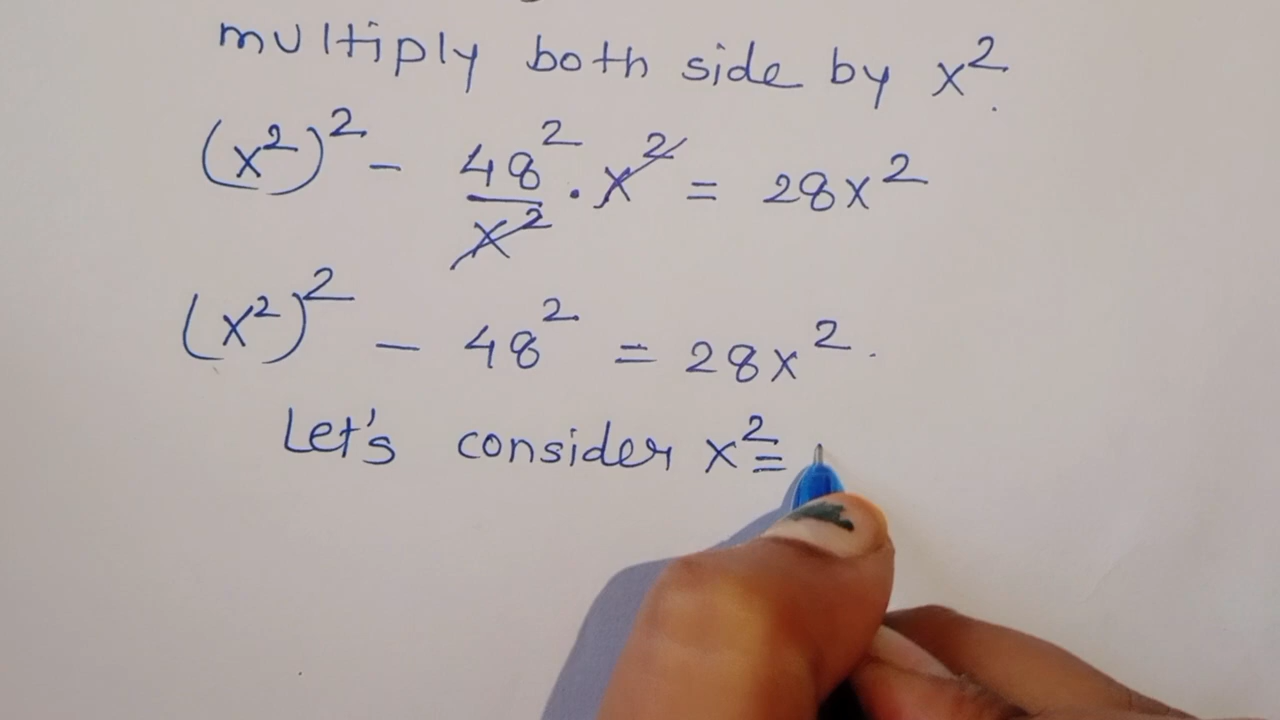 multiply both side by x².
(x²)² - 48²/x² . x² = 28x²
(x²)² - 48² = 28x².
Let's consider x² =